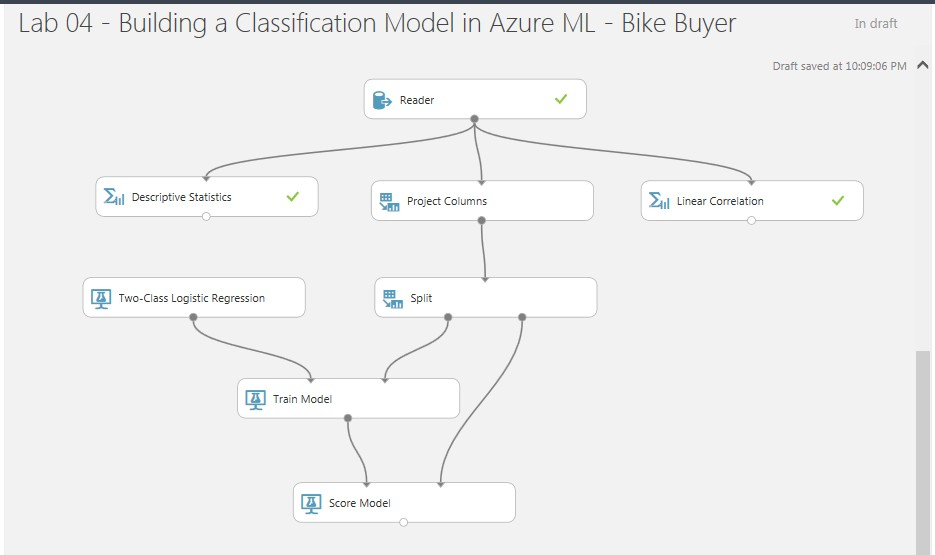 Lab 04 - Building a Classification Model in Azure ML - Bike Buyer
In draft
Draft saved at 10:09:06 PM
Reader
Descriptive Statistics
Project Columns
Linear Correlation
Two-Class Logistic Regression
Split
Train Model
Score Model